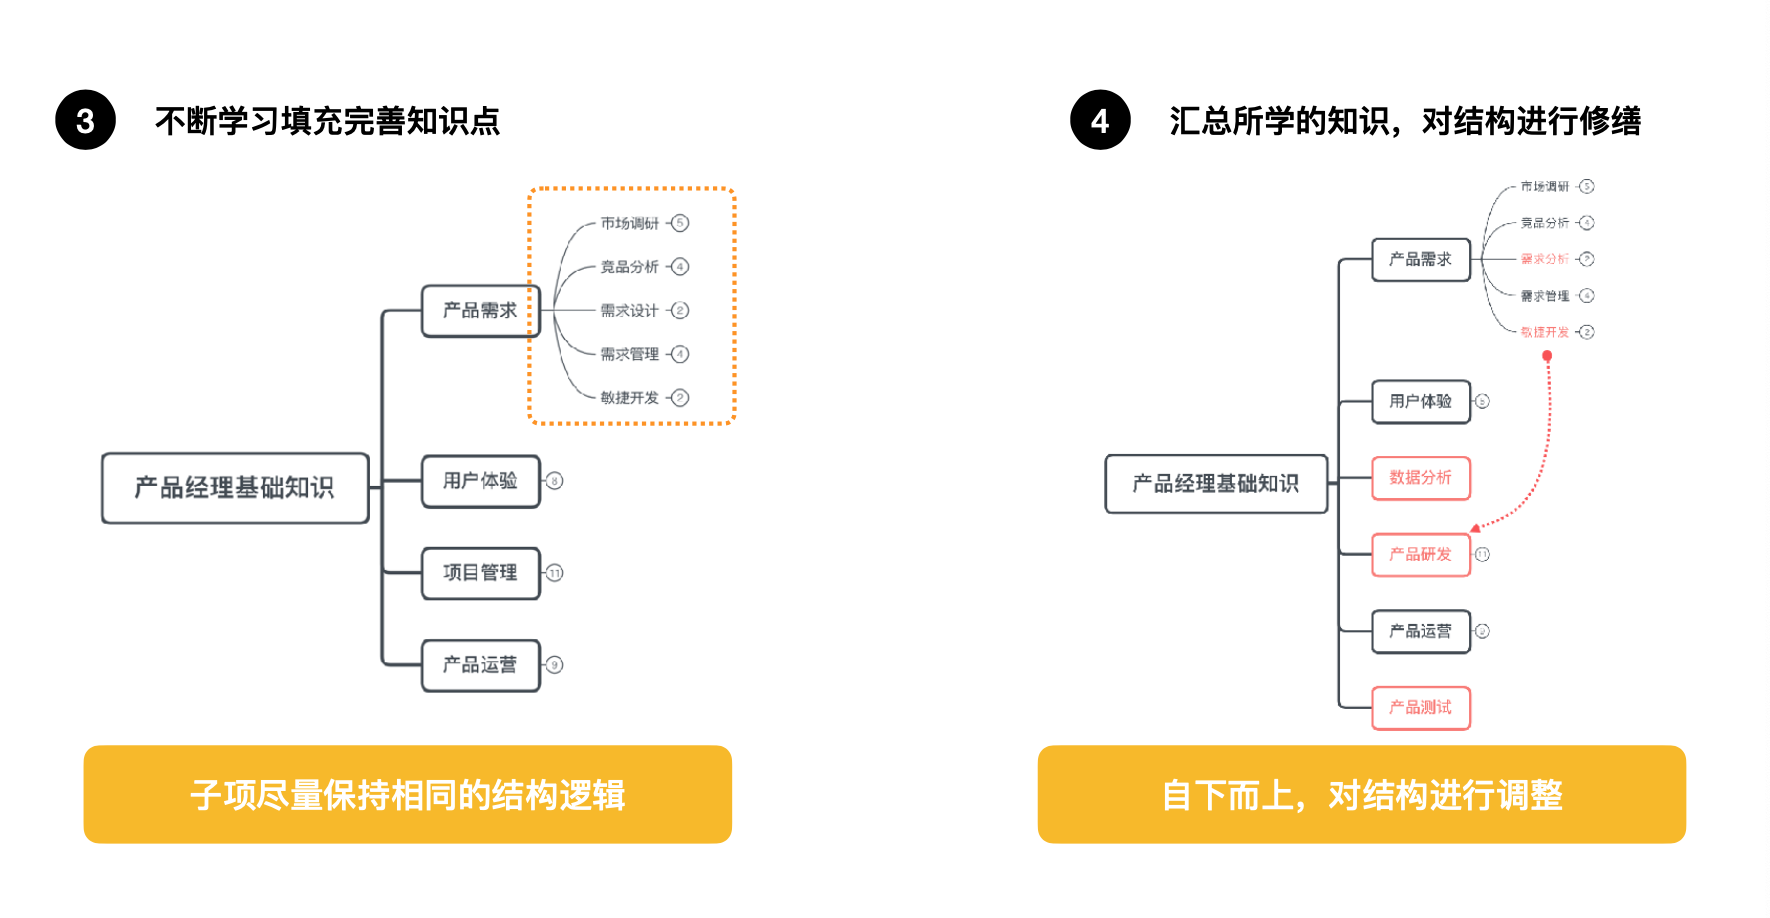 3
不断学习填充完善知识点
市场调研 5
竞品分析 4
产品需求
需求设计 2
需求管理 4
敏捷开发 2
产品经理基础知识
用户体验 8
项目管理 11
产品运营 9
子项尽量保持相同的结构逻辑
4
汇总所学的知识，对结构进行修缮
市场调研 5
竞品分析 4
产品需求
需求分析 2
需求管理 4
敏捷开发 2
用户体验
数据分析
产品经理基础知识
产品研发 11
产品运营 9
产品测试
自下而上，对结构进行调整